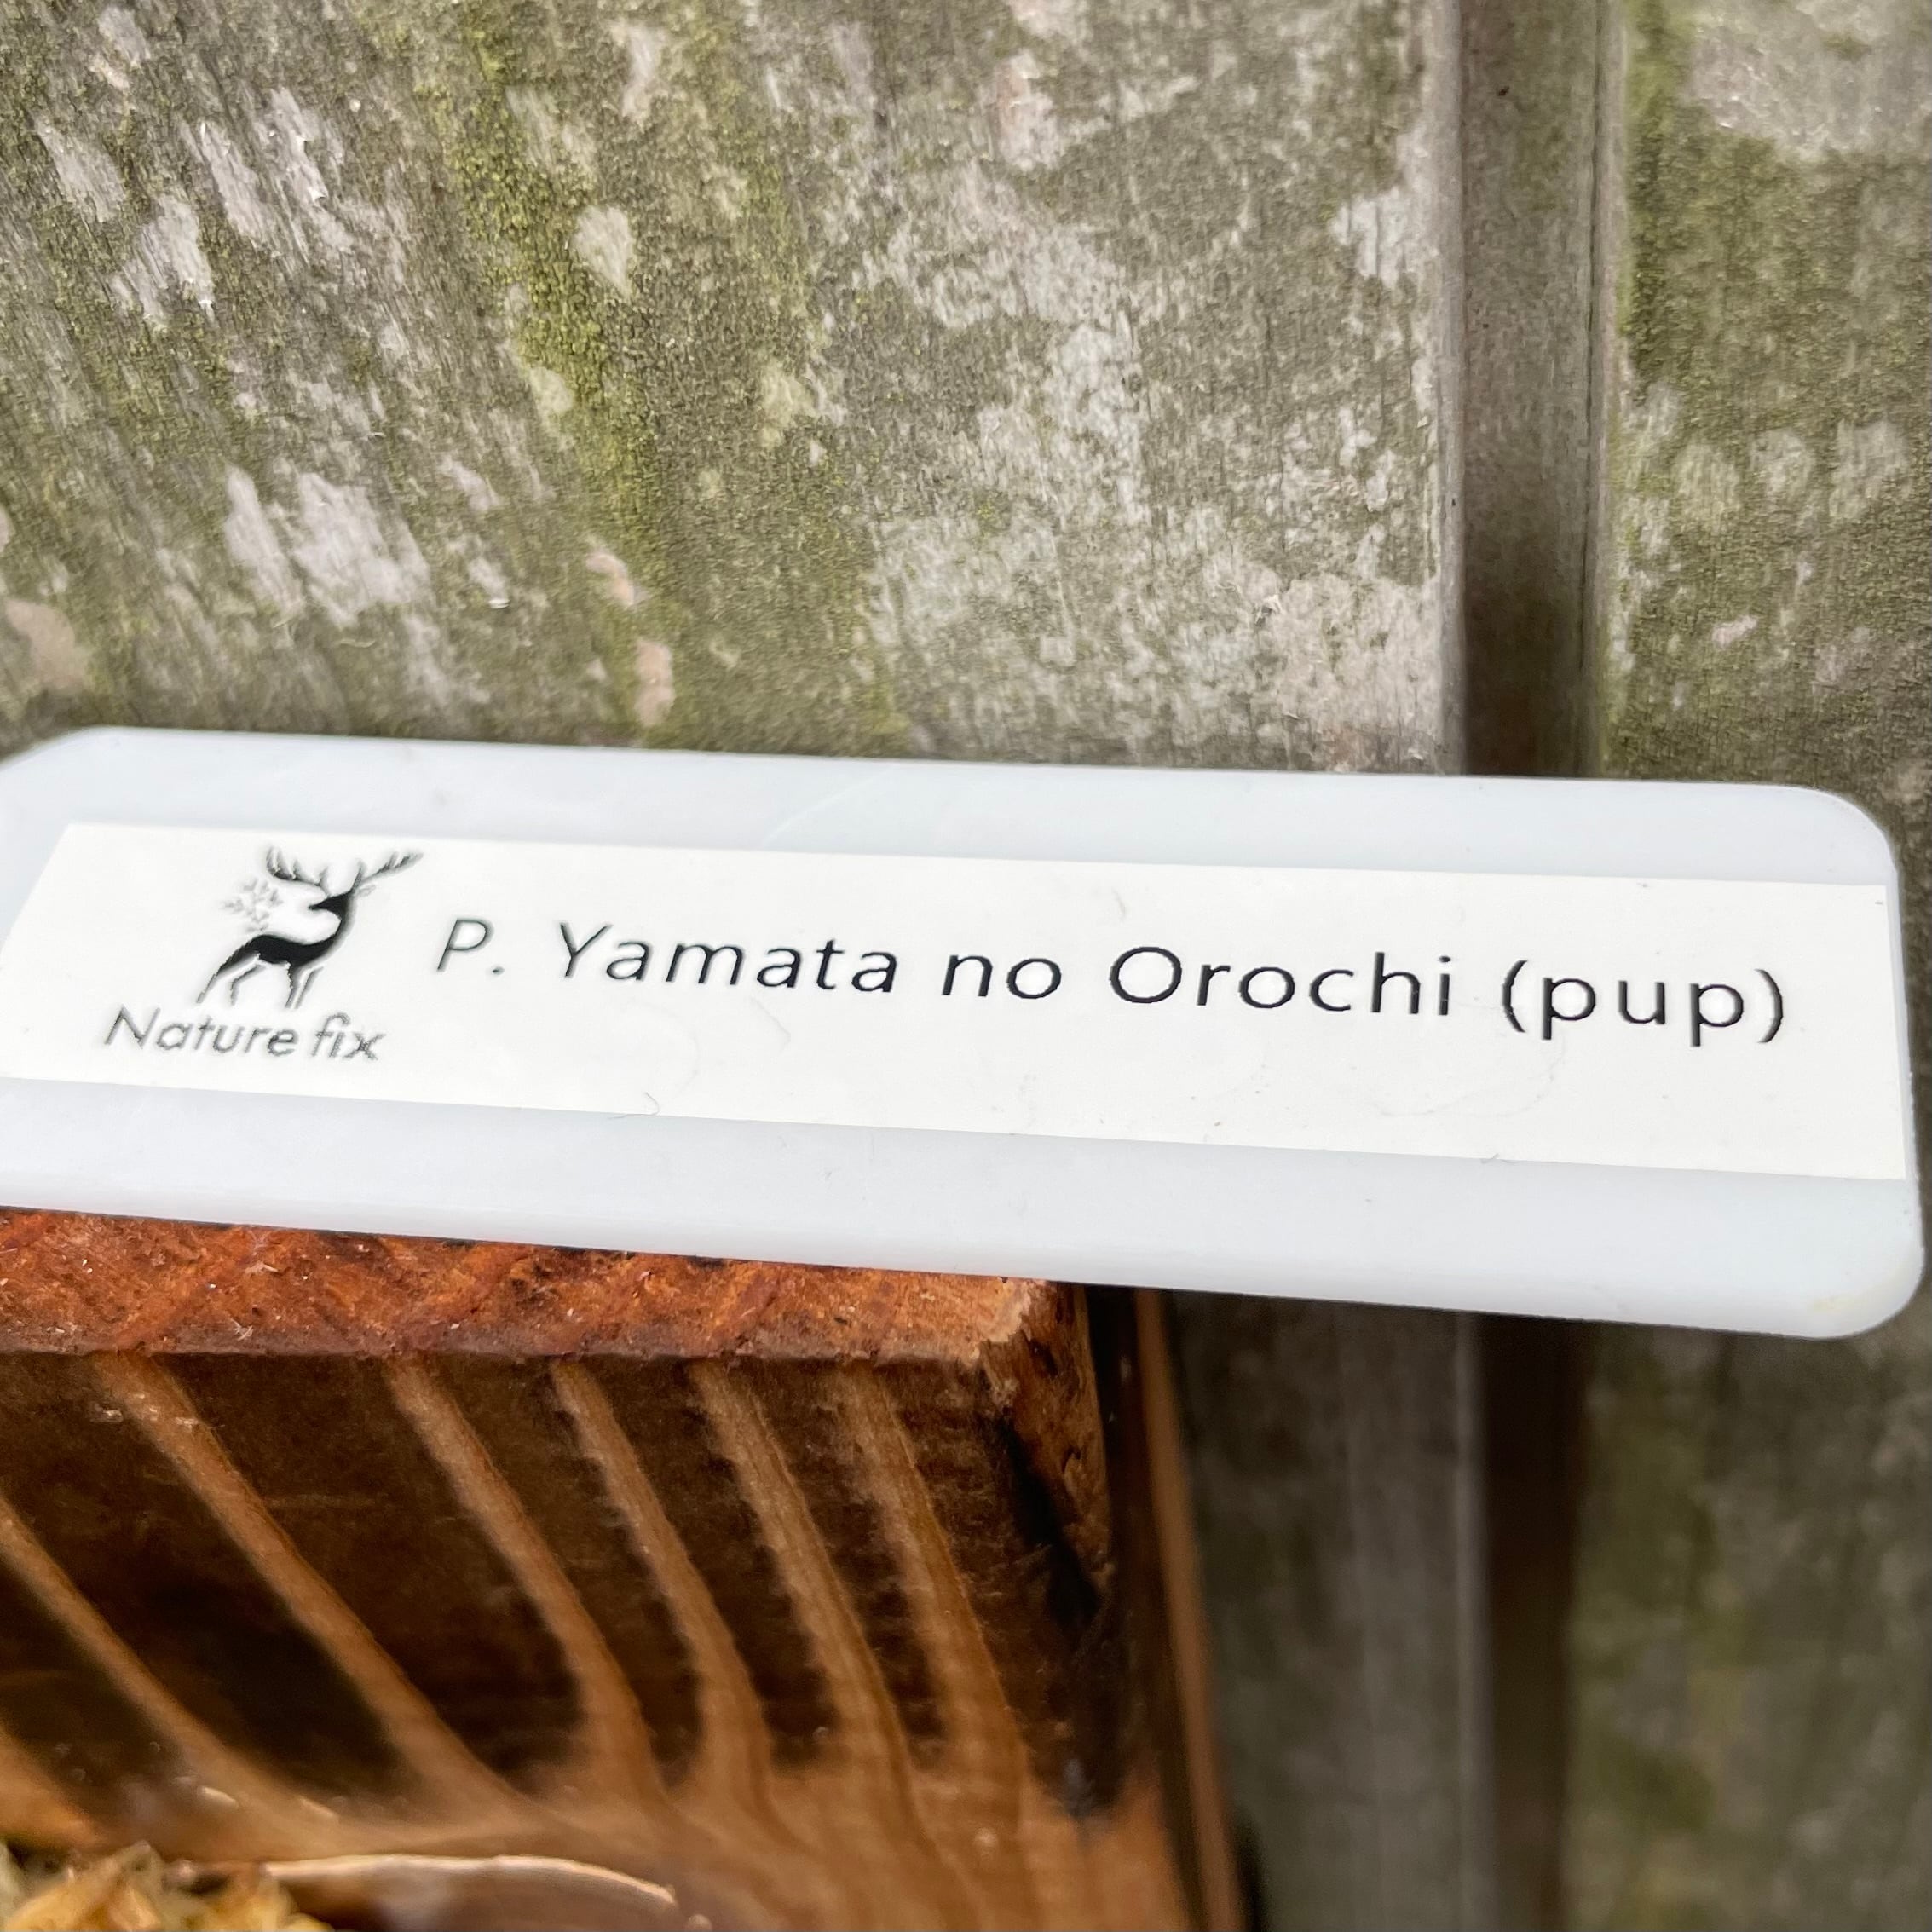 Nature fix
P. Yamata no Orochi (pup)